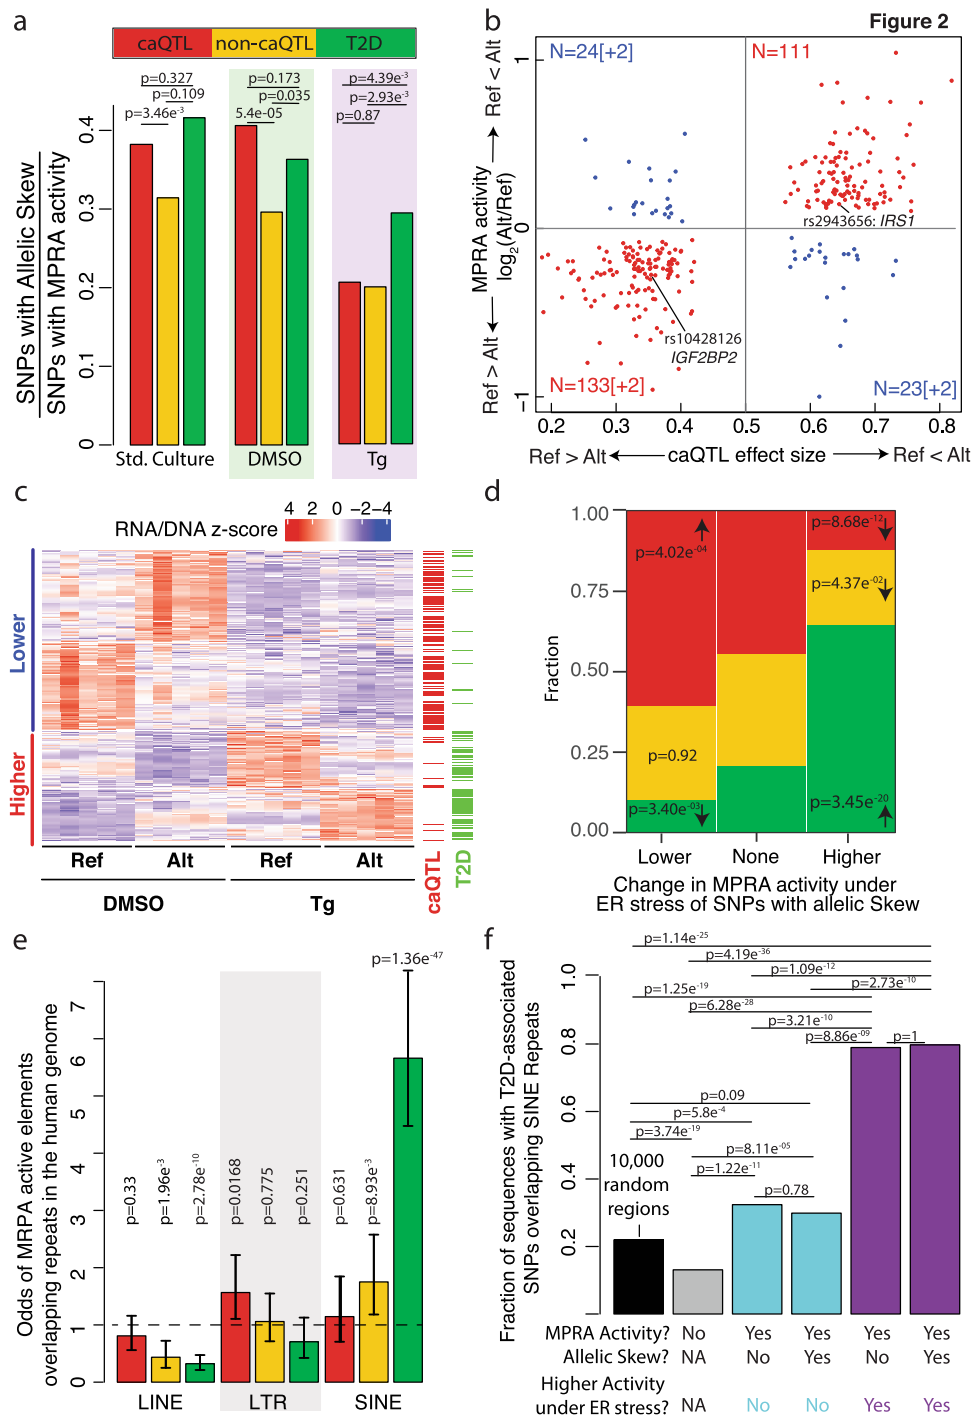 Figure 2
a
caQTL non-caQTL T2D
p=0.327
p=0.109
p=3.46e-3
p=0.173
p=0.035
5.4e-05
p=4.39e-3
p=2.93e-3
p=0.87
SNPs with Allelic Skew
SNPs with MPRA activity
0.4
0.3
0.2
0.1
0
Std. Culture DMSO Tg
b
N=24[+2] N=111
Ref > Alt MPRA activity Ref < Alt
log2(Alt/Ref)
1
0
-1
rs2943656: IRS1
rs10428126
IGF2BP2
N=133[+2] N=23[+2]
0.2 0.3 0.4 0.5 0.6 0.7 0.8
Ref > Alt caQTL effect size Ref < Alt
c
RNA/DNA z-score 4 2 0 −2 −4
Lower
Higher
Ref Alt Ref Alt
DMSO Tg
caQTL
T2D
d
Fraction
1.00
0.75
0.50
0.25
0.00
p=4.02e-04
p=0.92
p=3.40e-03
p=8.68e-12
p=4.37e-02
p=3.45e-20
Lower None Higher
Change in MPRA activity under
ER stress of SNPs with allelic Skew
e
Odds of MRPA active elements
overlapping repeats in the human genome
7
6
5
4
3
2
1
0
p=0.33
p=1.96e-3
p=2.78e-10
p=0.0168
p=0.775
p=0.251
p=0.631
p=8.93e-3
p=1.36e-47
LINE LTR SINE
f
Fraction of sequences with T2D-associated
SNPs overlapping SINE Repeats
1.0
0.8
0.6
0.4
0.2
p=1.14e-25
p=4.19e-36
p=1.09e-12
p=2.73e-10
p=1.25e-19
p=6.28e-28
p=3.21e-10
p=8.86e-09
p=1
p=0.09
p=5.8e-4
p=3.74e-19
p=8.11e-05
p=1.22e-11
p=0.78
10,000
random
regions
MPRA Activity? No Yes Yes Yes Yes
Allelic Skew? NA No Yes No Yes
Higher Activity
under ER stress? NA No No Yes Yes